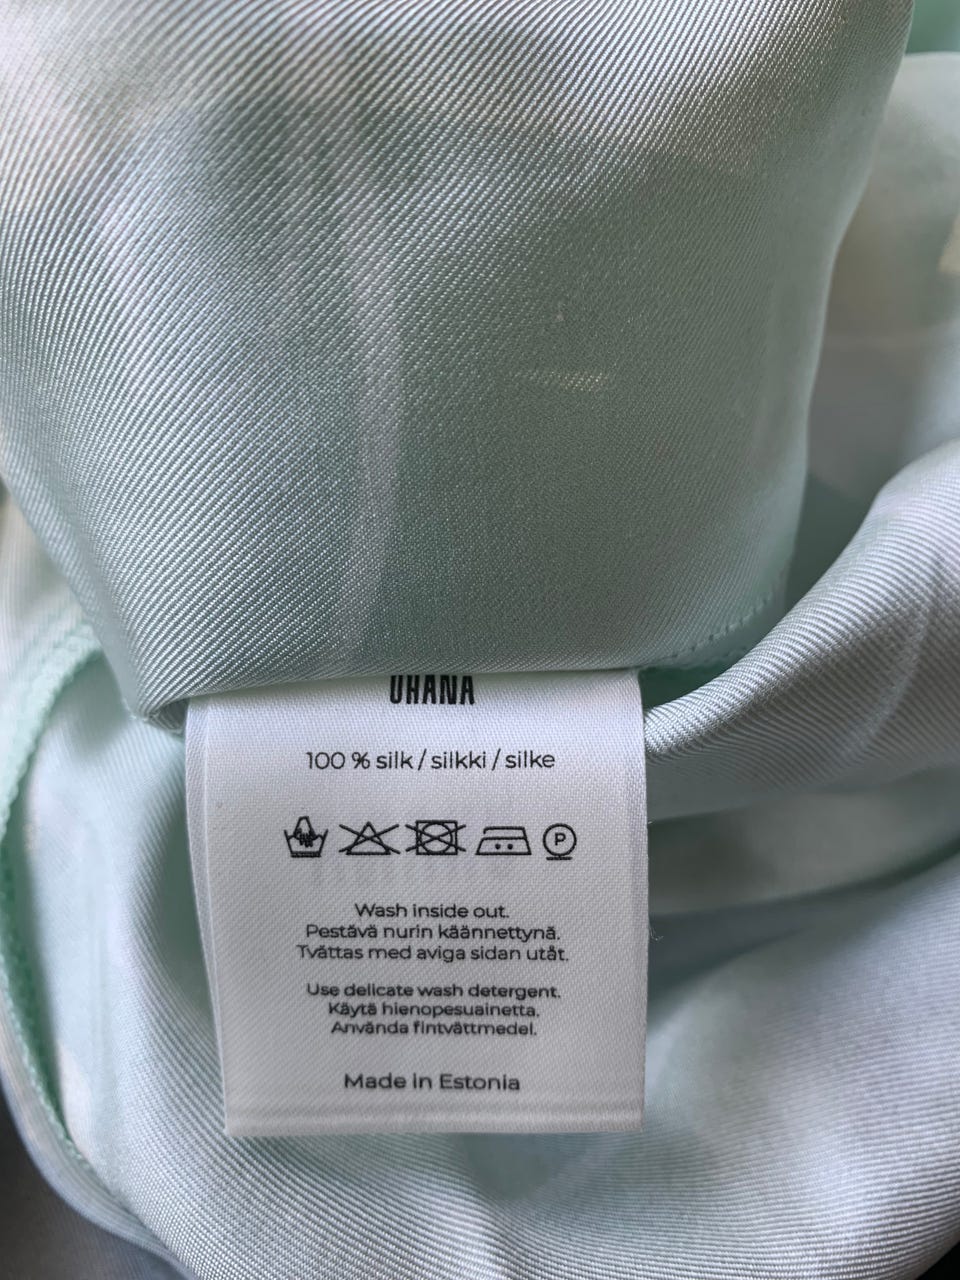 UHANA
100 % silk / silkki / silke
P
Wash inside out.
Pestävä nurin käännettynä.
Tvättas med aviga sidan utåt.
Use delicate wash detergent.
Käytä hienopesuainetta.
Använda fintvättmedel.
Made in Estonia